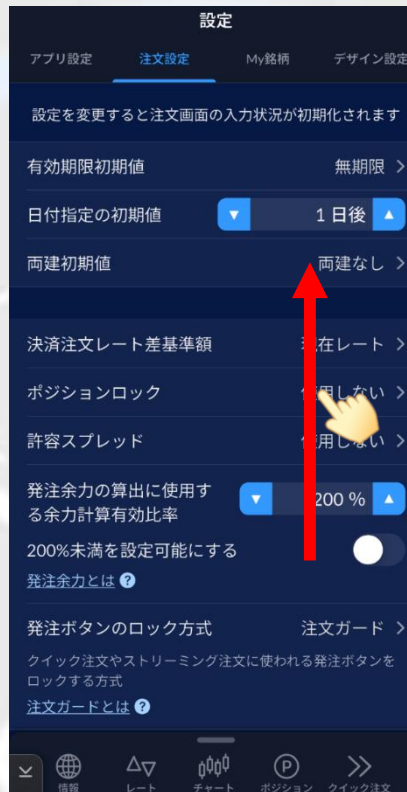 設定
アプリ設定 注文設定 My銘柄 デザイン設定
設定を変更すると注文画面の入力状況が初期化されます
有効期限初期値 無期限
日付指定の初期値 1 日後
両建初期値 両建なし
決済注文レート差基準額 現在レート
ポジションロック 使用しない
許容スプレッド 使用しない
発注余力の算出に使用す
る余力計算有効比率 200 %
200%未満を設定可能にする
発注余力とは ?
発注ボタンのロック方式 注文ガード
クイック注文やストリーミング注文に使われる発注ボタンを
ロックする方式
注文ガードとは ?
情報 レート チャート ポジション クイック注文